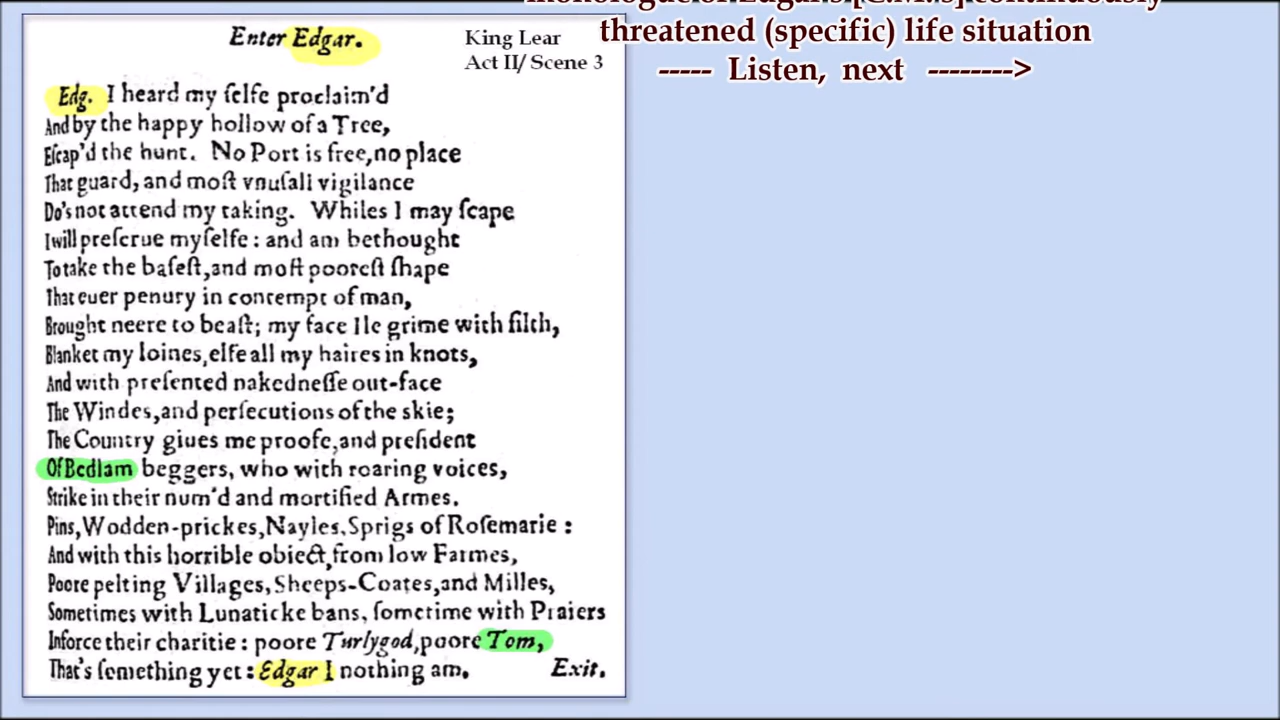 monologue of Edgar's [C.M.'s] continuously
threatened (specific) life situation
----- Listen, next -------->
Enter Edgar.
King Lear
Act II/ Scene 3
Edg. I heard my ſelfe proclaim'd
And by the happy hollow of a Tree,
Eſcap'd the hunt. No Port is free, no place
That guard, and moſt vnuſall vigilance
Do's not attend my taking. Whiles I may ſcape
I will preſerue myſelfe : and am bethought
To take the baſeſt, and moſt pooreſt ſhape
That euer penury in contempt of man,
Brought neere to beaſt; my face Ile grime with filth,
Blanket my loines, elfe all my haires in knots,
And with preſented nakedneſſe out-face
The Windes, and perſecutions of the skie;
The Country giues me proofe, and preſident
Of Bedlam beggers, who with roaring voices,
Strike in their num'd and mortified Armes.
Pins, Wodden-prickes, Nayles, Sprigs of Roſemarie :
And with this horrible obiect, from low Farmes,
Poore pelting Villages, Sheeps-Coates, and Milles,
Sometimes with Lunaticke bans, ſometime with Praiers
Inforce their charitie : poore Turlygod, poore Tom,
That's ſomething yet : Edgar I nothing am. Exit.